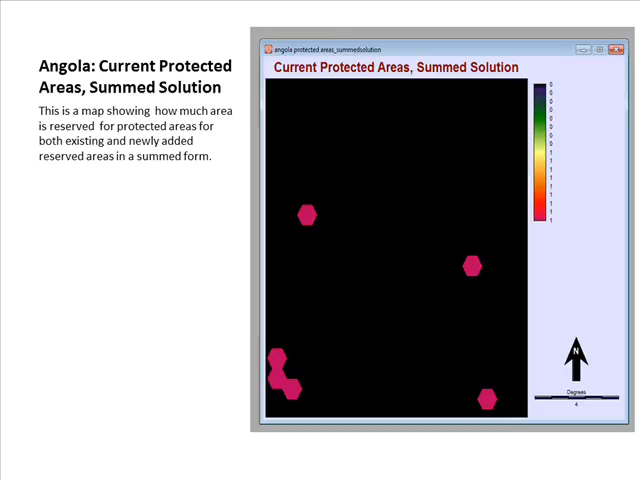 Angola: Current Protected
Areas, Summed Solution
This is a map showing  how much area
is reserved  for protected areas for
both existing and newly added
reserved areas in a summed form.
angola protected areas_summedsolution
Current Protected Areas, Summed Solution
0
0
0
0
0
0
0
0
1
1
1
1
1
1
1
1
N
Degrees
4